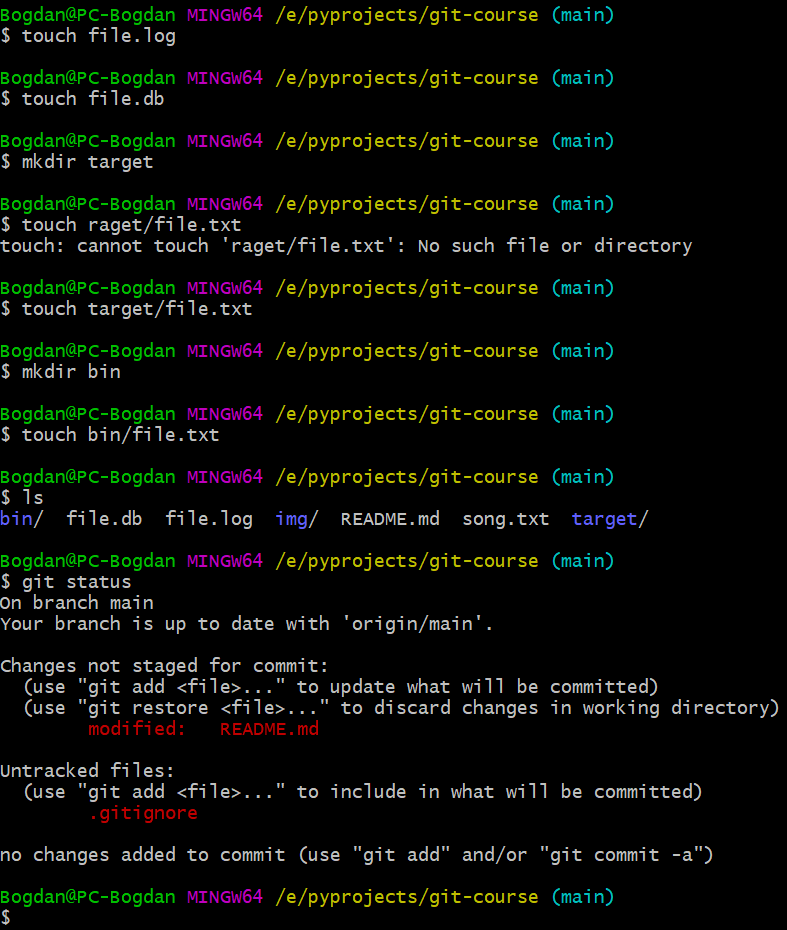 Bogdan@PC-Bogdan MINGW64 /e/pyprojects/git-course (main)
$ touch file.log
Bogdan@PC-Bogdan MINGW64 /e/pyprojects/git-course (main)
$ touch file.db
Bogdan@PC-Bogdan MINGW64 /e/pyprojects/git-course (main)
$ mkdir target
Bogdan@PC-Bogdan MINGW64 /e/pyprojects/git-course (main)
$ touch raget/file.txt
touch: cannot touch 'raget/file.txt': No such file or directory
Bogdan@PC-Bogdan MINGW64 /e/pyprojects/git-course (main)
$ touch target/file.txt
Bogdan@PC-Bogdan MINGW64 /e/pyprojects/git-course (main)
$ mkdir bin
Bogdan@PC-Bogdan MINGW64 /e/pyprojects/git-course (main)
$ touch bin/file.txt
Bogdan@PC-Bogdan MINGW64 /e/pyprojects/git-course (main)
$ ls
bin/  file.db  file.log  img/  README.md  song.txt  target/
Bogdan@PC-Bogdan MINGW64 /e/pyprojects/git-course (main)
$ git status
On branch main
Your branch is up to date with 'origin/main'.
Changes not staged for commit:
  (use "git add <file>..." to update what will be committed)
  (use "git restore <file>..." to discard changes in working directory)
        modified:   README.md
Untracked files:
  (use "git add <file>..." to include in what will be committed)
        .gitignore
no changes added to commit (use "git add" and/or "git commit -a")
Bogdan@PC-Bogdan MINGW64 /e/pyprojects/git-course (main)
$